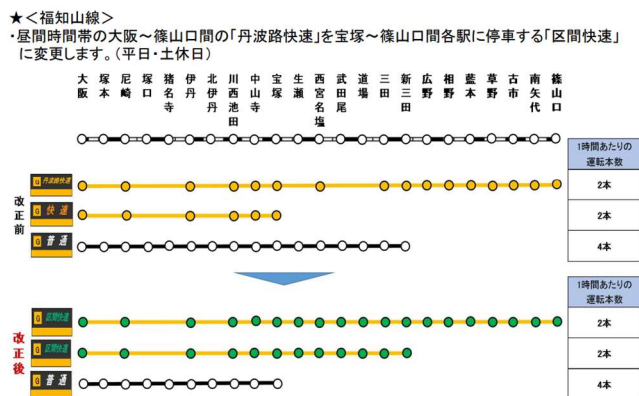 ★<福知山線>
・昼間時間帯の大阪～篠山口間の「丹波路快速」を宝塚～篠山口間各駅に停車する「区間快速」
に変更します。（平日・土休日）
大阪 塚本 尼崎 塚口 猪名寺 伊丹 北伊丹 川西池田 中山寺 宝塚 生瀬 西宮名塩 武田尾 道場 三田 新三田 広野 相野 藍本 草野 古市 南矢代 篠山口
1時間あたりの
運転本数
改正前
G 丹波路快速 2本
G 快速 2本
G 普通 4本
1時間あたりの
運転本数
改正後
G 区間快速 2本
G 区間快速 2本
G 普通 4本